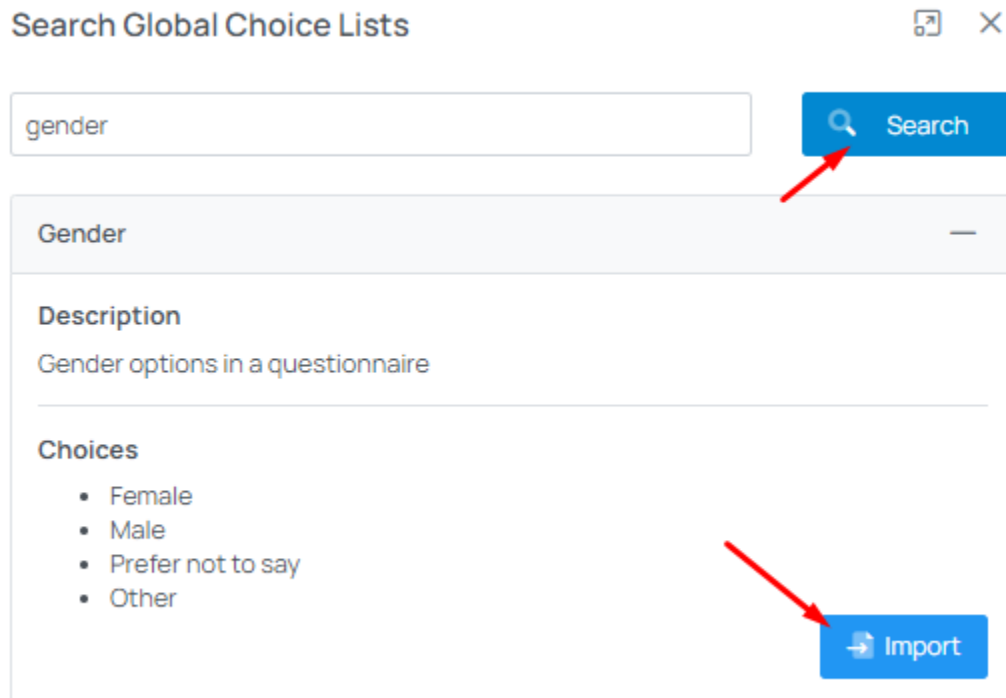 Search Global Choice Lists
gender
Search
Gender
Description
Gender options in a questionnaire
Choices
Female
Male
Prefer not to say
Other
Import